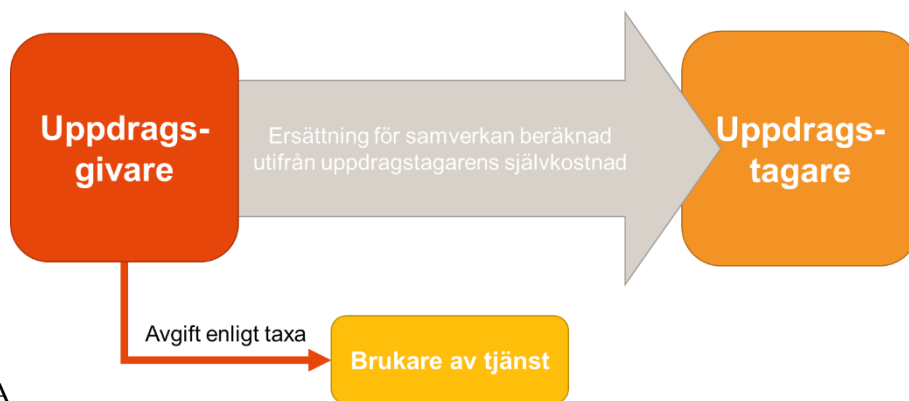 Uppdrags-
givare
Ersättning för samverkan beräknad
utifrån uppdragstagarens självkostnad
Uppdrags-
tagare
Avgift enligt taxa
Brukare av tjänst